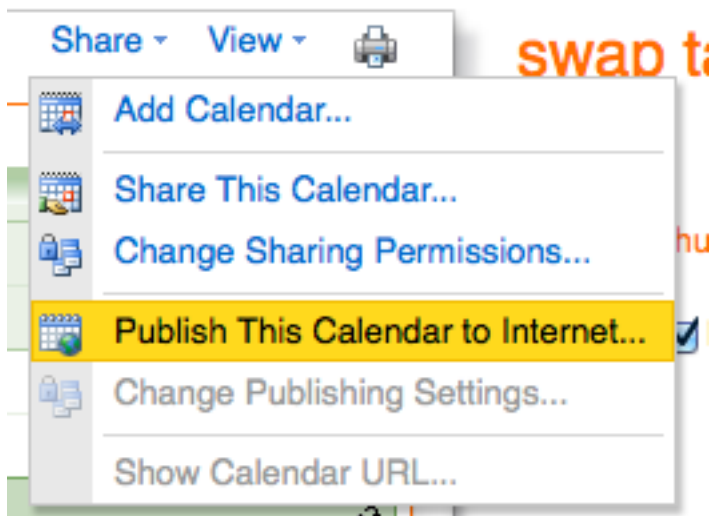 Share View
swap
Add Calendar...
Share This Calendar...
Change Sharing Permissions...
Publish This Calendar to Internet...
Change Publishing Settings...
Show Calendar URL...